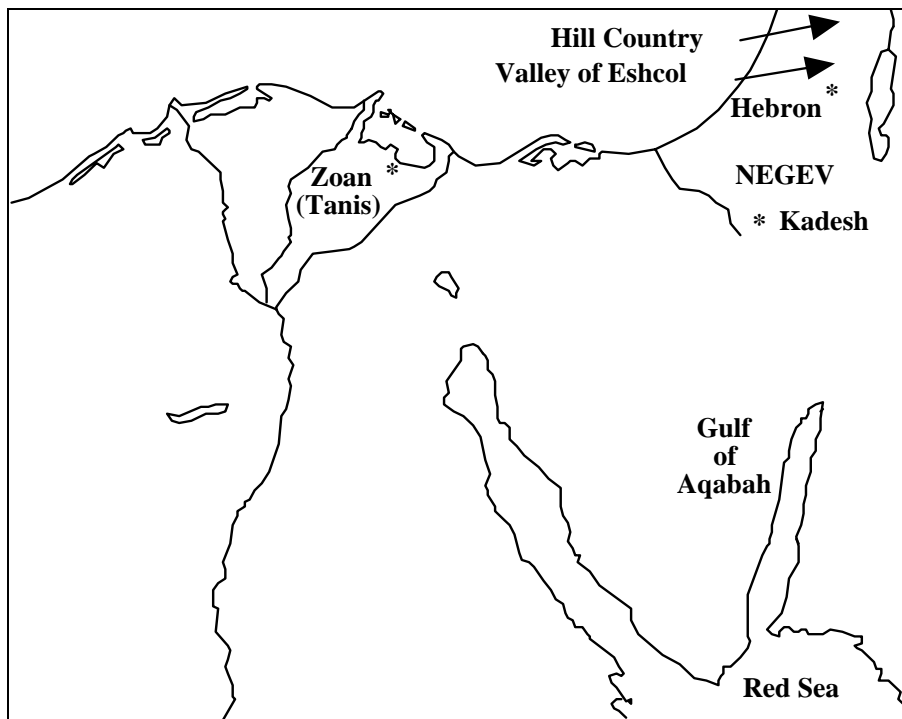 Hill Country
Valley of Eshcol
Hebron *
Zoan *
(Tanis)
NEGEV
* Kadesh
Gulf
of
Aqabah
Red Sea